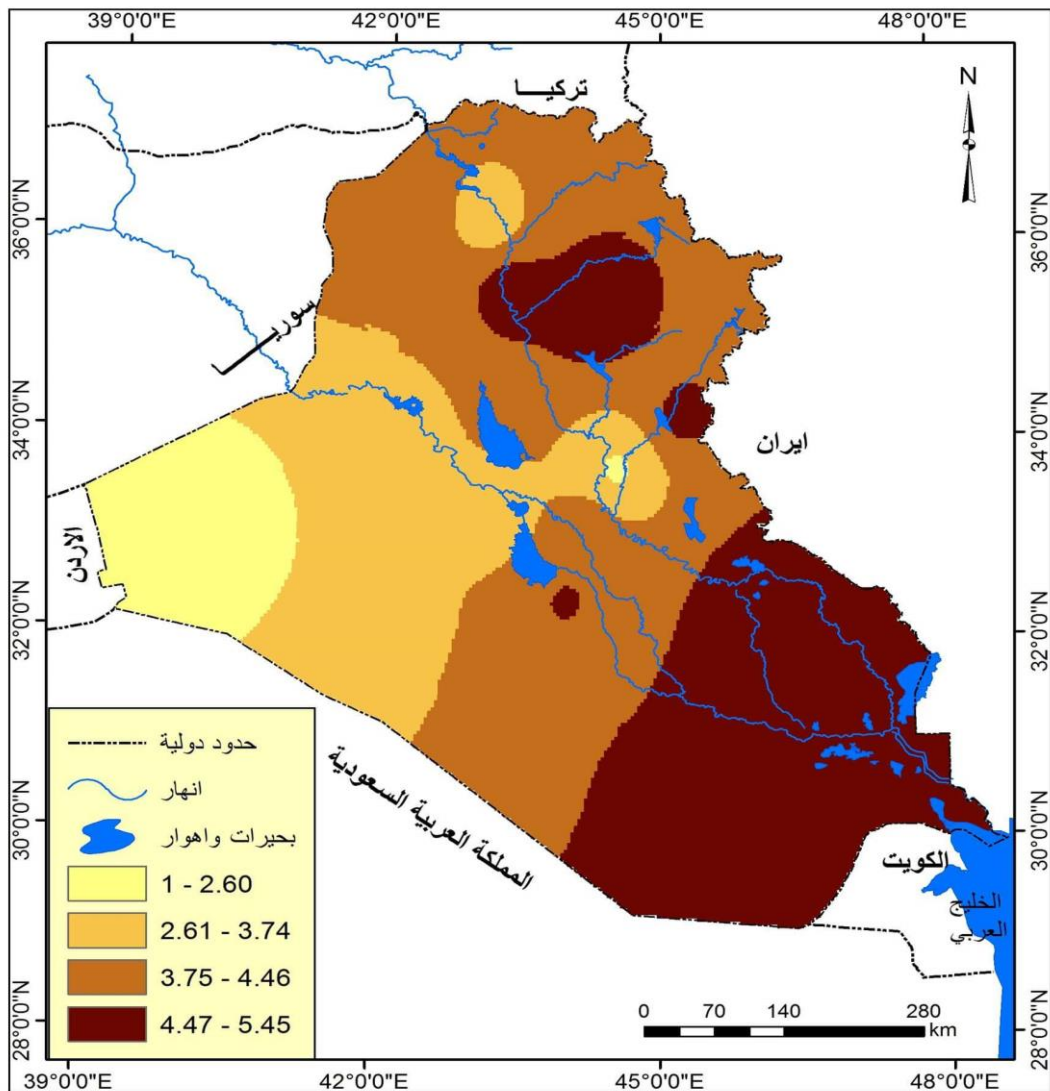 39°0'0"E
42°0'0"E
45°0'0"E
48°0'0"E
N
تركيـــا
36°0'0"N
36°0'0"N
سوريـا
34°0'0"N
34°0'0"N
ايران
الاردن
32°0'0"N
32°0'0"N
المملكة العربية السعودية
30°0'0"N
30°0'0"N
الكويت
الخليج
العربي
28°0'0"N
28°0'0"N
حدود دولية
انهار
بحيرات واهوار
1 - 2.60
2.61 - 3.74
3.75 - 4.46
4.47 - 5.45
0 70 140 280
km
39°0'0"E
42°0'0"E
45°0'0"E
48°0'0"E